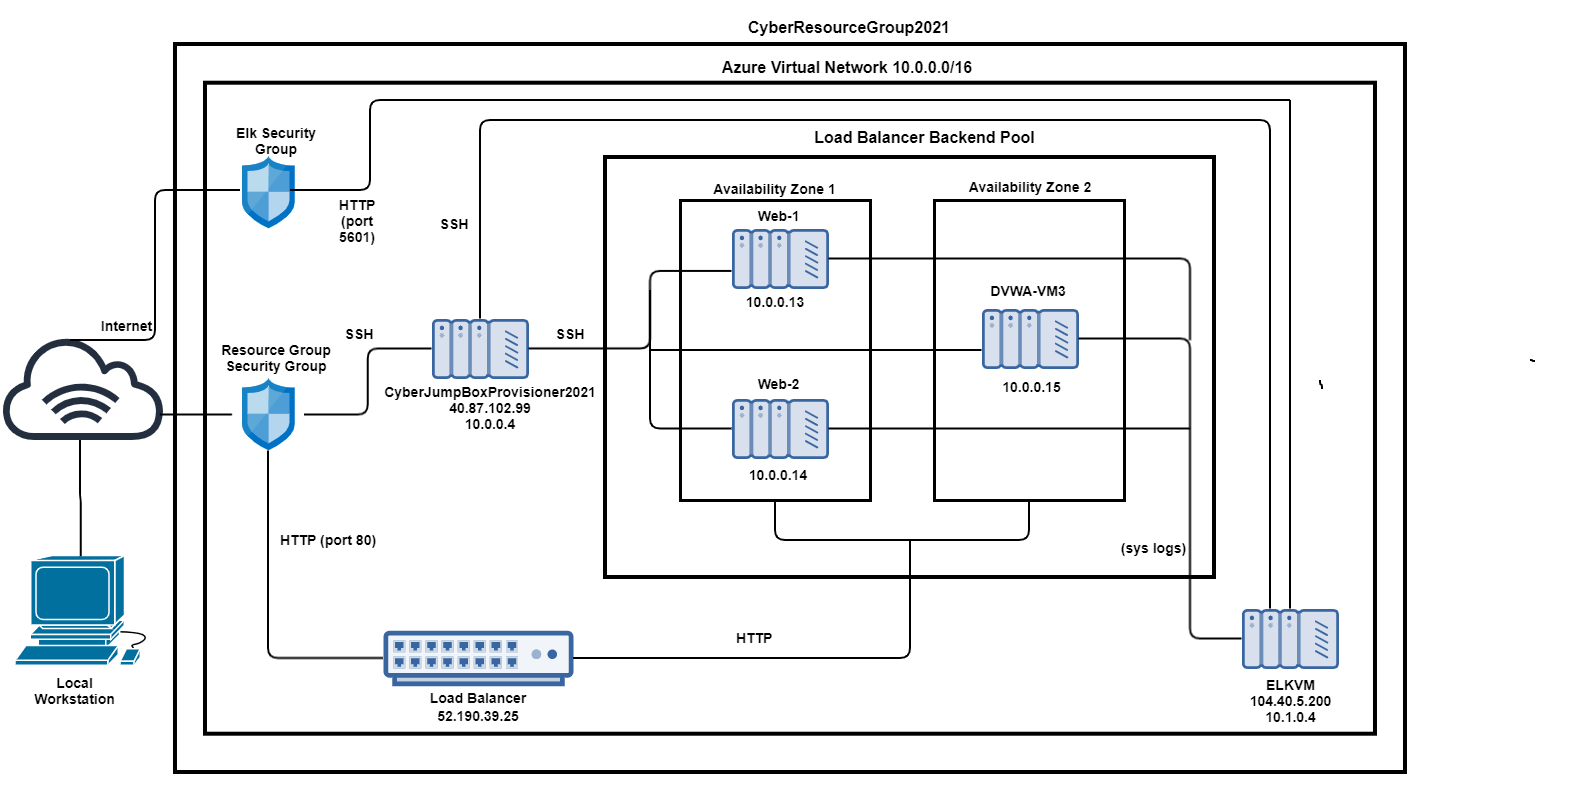 CyberResourceGroup2021
Azure Virtual Network 10.0.0.0/16
Elk Security
Group
HTTP
(port
5601)
SSH
Load Balancer Backend Pool
Availability Zone 1
Web-1
10.0.0.13
Web-2
10.0.0.14
Availability Zone 2
DVWA-VM3
10.0.0.15
Internet
Resource Group
Security Group
SSH
CyberJumpBoxProvisioner2021
40.87.102.99
10.0.0.4
SSH
HTTP (port 80)
(sys logs)
HTTP
Local
Workstation
Load Balancer
52.190.39.25
ELKVM
104.40.5.200
10.1.0.4